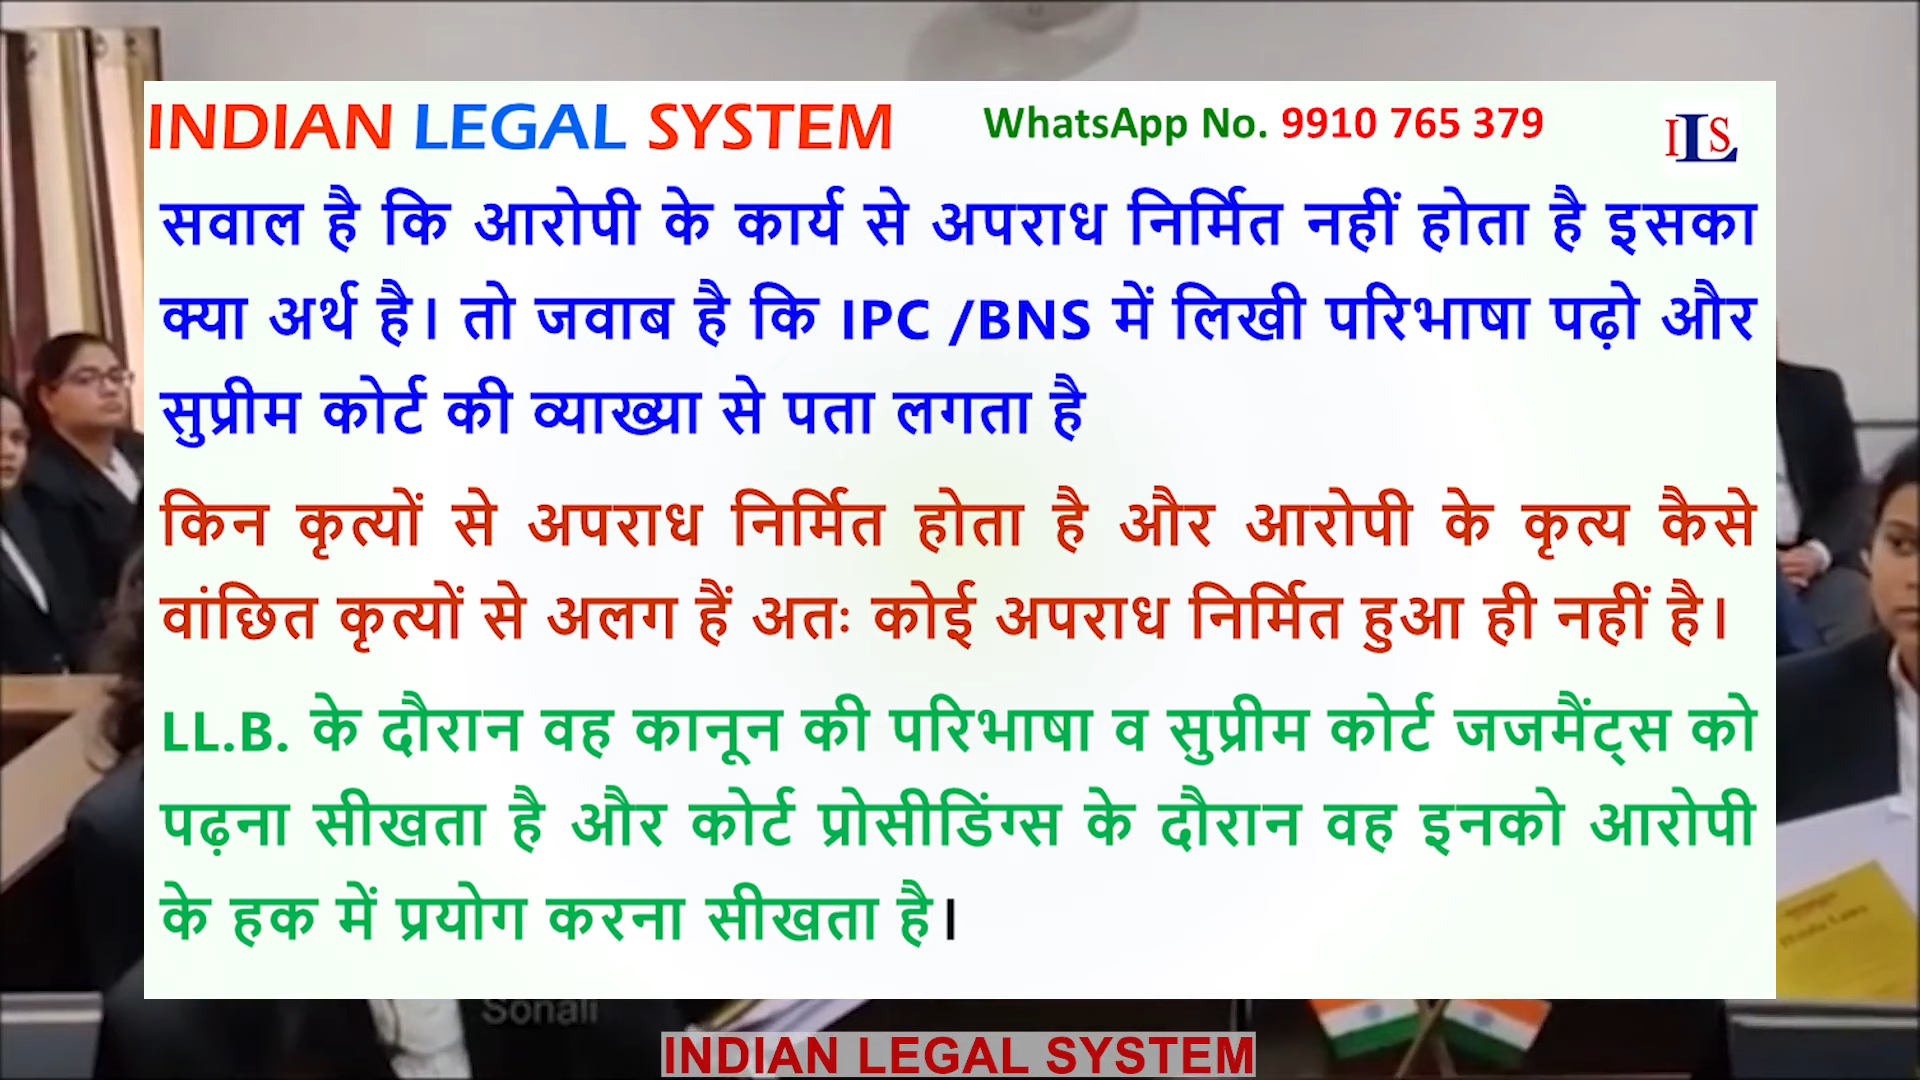 INDIAN LEGAL SYSTEM WhatsApp No. 9910 765 379 ILS
सवाल है कि आरोपी के कार्य से अपराध निर्मित नहीं होता है इसका
क्या अर्थ है। तो जवाब है कि IPC /BNS में लिखी परिभाषा पढ़ो और
सुप्रीम कोर्ट की व्याख्या से पता लगता है
किन कृत्यों से अपराध निर्मित होता है और आरोपी के कृत्य कैसे
वांछित कृत्यों से अलग हैं अतः कोई अपराध निर्मित हुआ ही नहीं है।
LL.B. के दौरान वह कानून की परिभाषा व सुप्रीम कोर्ट जजमैंट्स को
पढ़ना सीखता है और कोर्ट प्रोसीडिंग्स के दौरान वह इनको आरोपी
के हक में प्रयोग करना सीखता है।
Sonali
INDIAN LEGAL SYSTEM